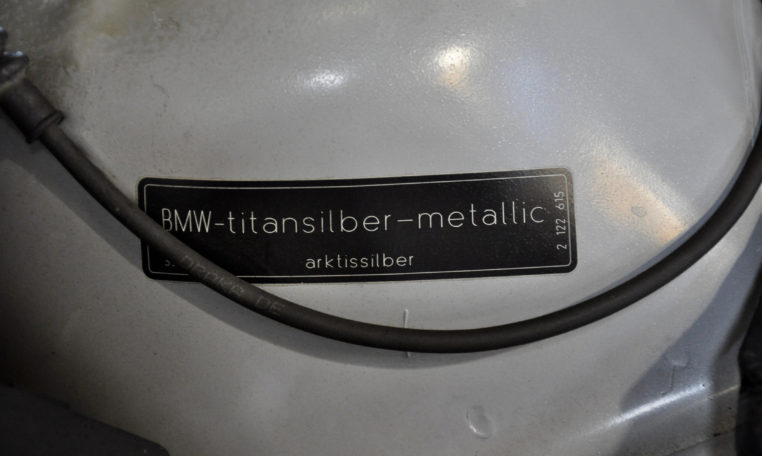 BMW-titansilber-metallic
arktissilber
2 122 615